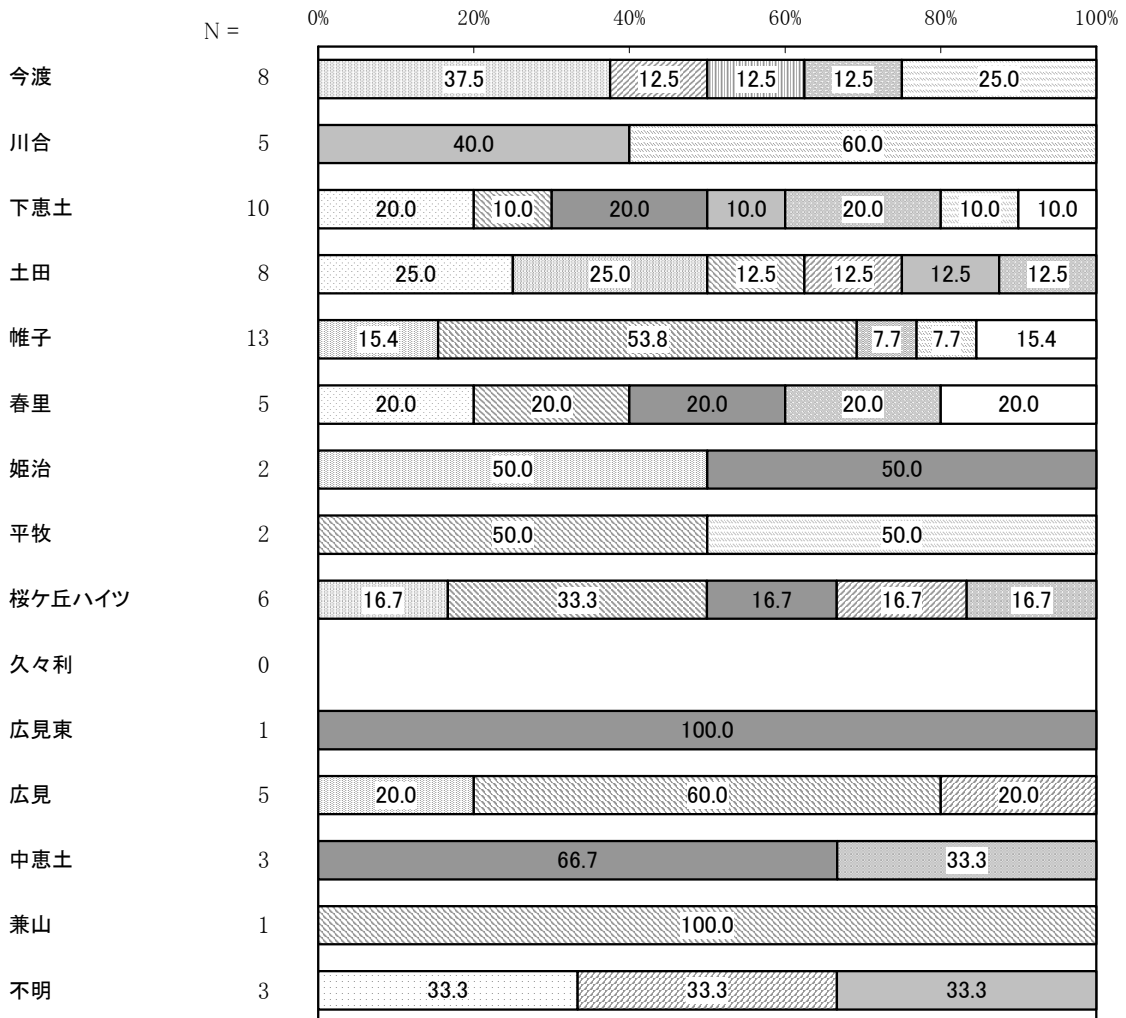 0% 20% 40% 60% 80% 100%
N =
今渡 8 37.5 12.5 12.5 12.5 25.0
川合 5 40.0 60.0
下恵土 10 20.0 10.0 20.0 10.0 20.0 10.0 10.0
土田 8 25.0 25.0 12.5 12.5 12.5 12.5
帷子 13 15.4 53.8 7.7 7.7 15.4
春里 5 20.0 20.0 20.0 20.0 20.0
姫治 2 50.0 50.0
平牧 2 50.0 50.0
桜ケ丘ハイツ 6 16.7 33.3 16.7 16.7 16.7
久々利 0
広見東 1 100.0
広見 5 20.0 60.0 20.0
中恵土 3 66.7 33.3
兼山 1 100.0
不明 3 33.3 33.3 33.3